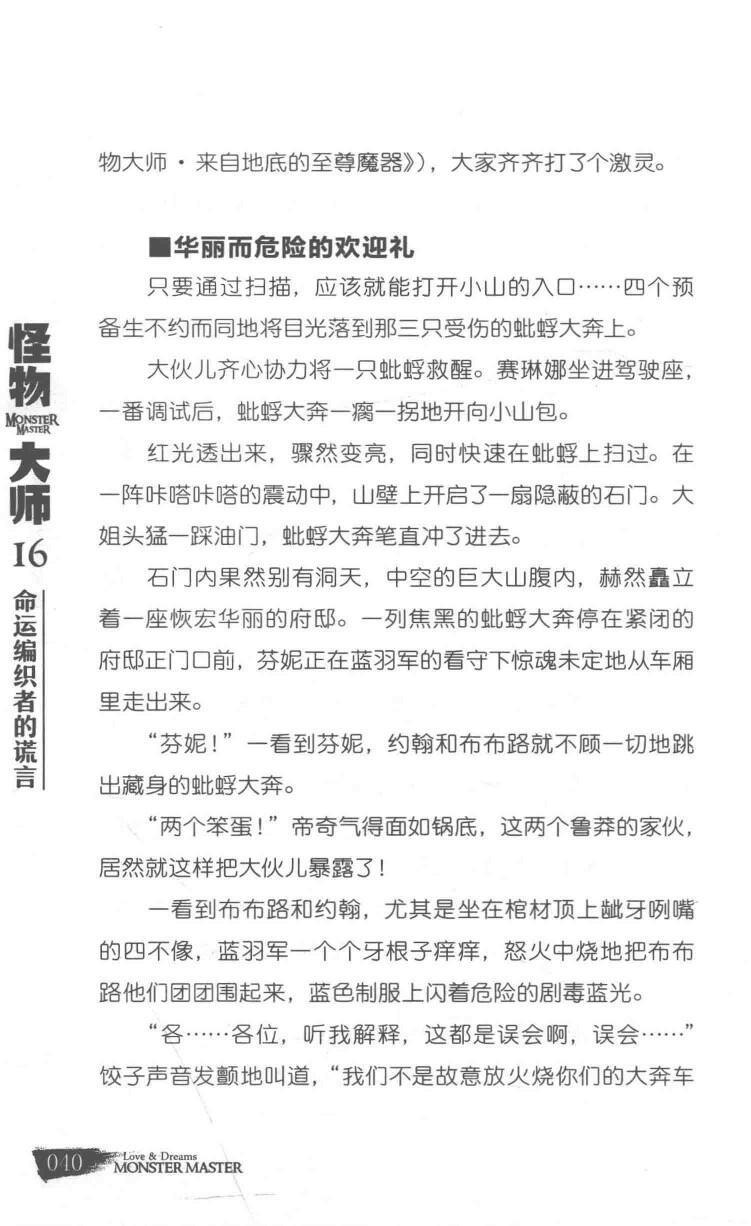 物大师·来自地底的至尊魔器》），大家齐齐打了个激灵。
■华丽而危险的欢迎礼
只要通过扫描，应该就能打开小山的入口……四个预
备生不约而同地将目光落到那三只受伤的蚍蜉大奔上。
大伙儿齐心协力将一只蚍蜉救醒。赛琳娜坐进驾驶座，
一番调试后，蚍蜉大奔一瘸一拐地开向小山包。
红光透出来，骤然变亮，同时快速在蚍蜉上扫过。在
一阵咔嗒咔嗒的震动中，山壁上开启了一扇隐蔽的石门。大
姐头猛一踩油门，蚍蜉大奔笔直冲了进去。
石门内果然别有洞天，中空的巨大山腹内，赫然矗立
着一座恢宏华丽的府邸。一列焦黑的蚍蜉大奔停在紧闭的
府邸正门口前，芬妮正在蓝羽军的看守下惊魂未定地从车厢
里走出来。
“芬妮！”一看到芬妮，约翰和布布路就不顾一切地跳
出藏身的蚍蜉大奔。
“两个笨蛋！”帝奇气得面如锅底，这两个鲁莽的家伙，
居然就这样把大伙儿暴露了！
一看到布布路和约翰，尤其是坐在棺材顶上龇牙咧嘴
的四不像，蓝羽军一个个牙根子痒痒，怒火中烧地把布布
路他们团团围起来，蓝色制服上闪着危险的剧毒蓝光。
“各……各位，听我解释，这都是误会啊，误会……”
饺子声音发颤地叫道，“我们不是故意放火烧你们的大奔车
怪物
MONSTER
MASTER
大师
16
命运编织者的谎言
040
Love & Dreams
MONSTER MASTER